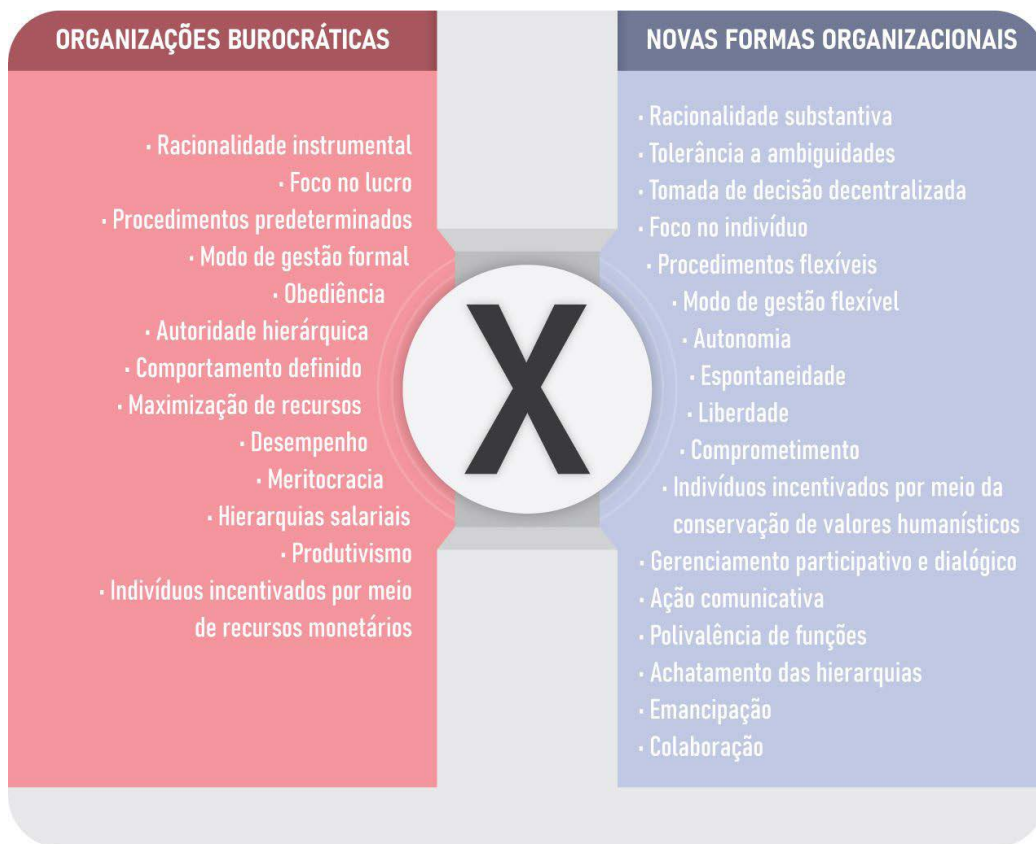 ORGANIZAÇÕES BUROCRÁTICAS
· Racionalidade instrumental
· Foco no lucro
· Procedimentos predeterminados
· Modo de gestão formal
· Obediência
· Autoridade hierárquica
· Comportamento definido
· Maximização de recursos
· Desempenho
· Meritocracia
· Hierarquias salariais
· Produtivismo
· Indivíduos incentivados por meio
de recursos monetários
X
NOVAS FORMAS ORGANIZACIONAIS
· Racionalidade substantiva
· Tolerância a ambiguidades
· Tomada de decisão decentralizada
· Foco no indivíduo
· Procedimentos flexíveis
· Modo de gestão flexível
· Autonomia
· Espontaneidade
· Liberdade
· Comprometimento
· Indivíduos incentivados por meio da
conservação de valores humanísticos
· Gerenciamento participativo e dialógico
· Ação comunicativa
· Polivalência de funções
· Achatamento das hierarquias
· Emancipação
· Colaboração